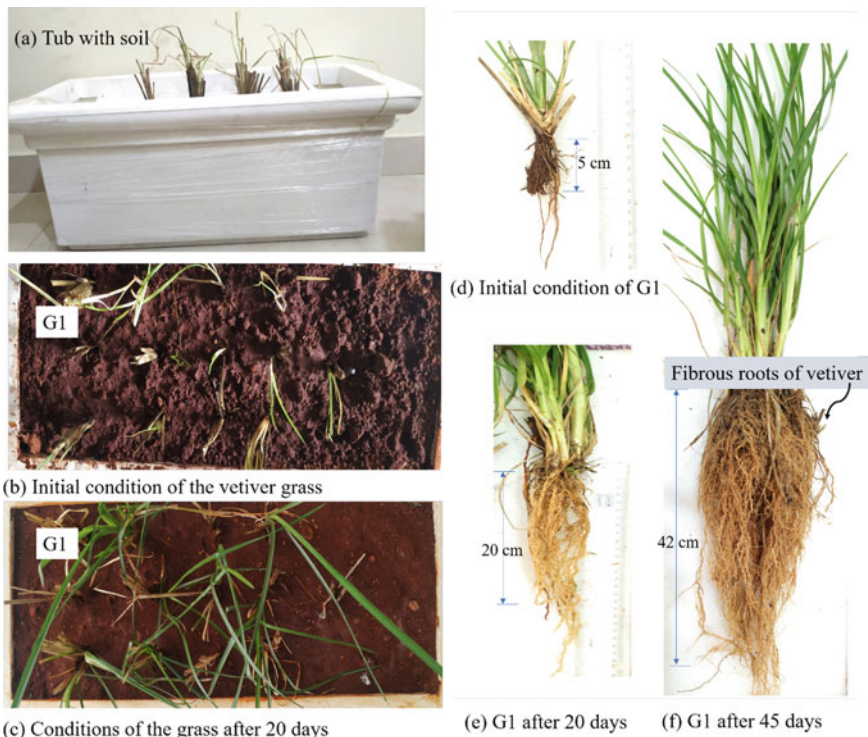 (a) Tub with soil
G1
(b) Initial condition of the vetiver grass
G1
(c) Conditions of the grass after 20 days
5 cm
(d) Initial condition of G1
20 cm
(e) G1 after 20 days
Fibrous roots of vetiver
42 cm
(f) G1 after 45 days